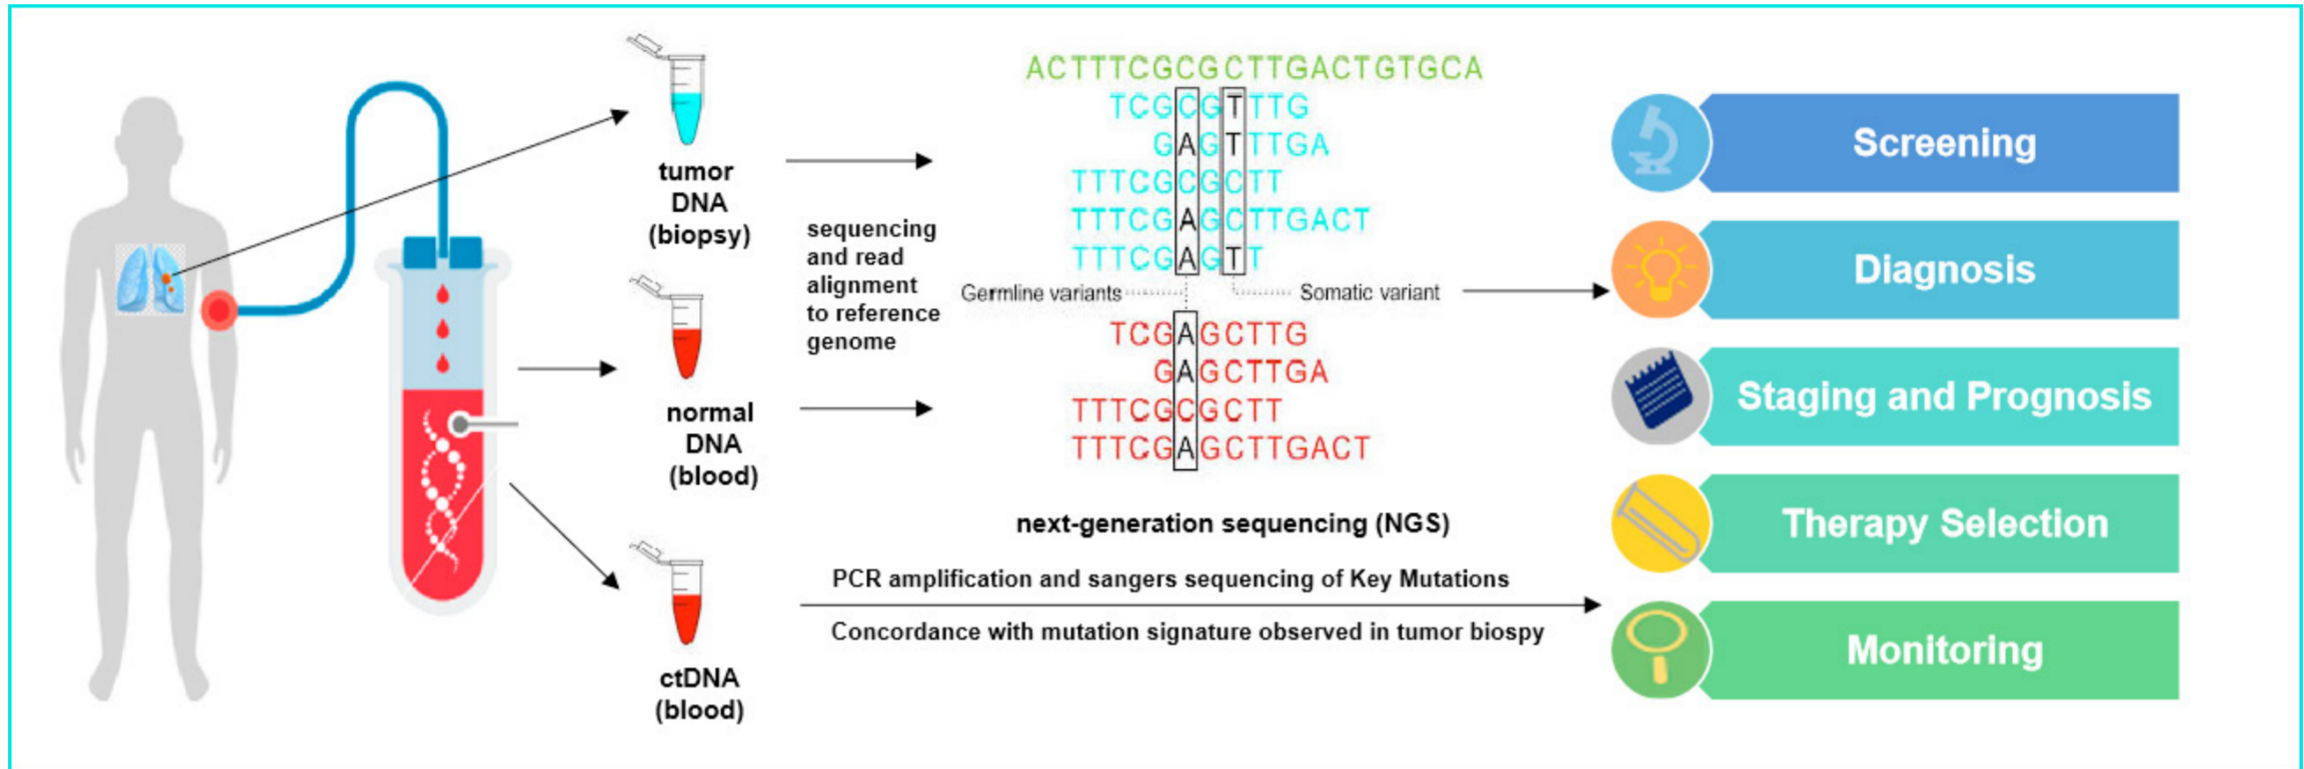 tumor
DNA
(biopsy)
normal
DNA
(blood)
ctDNA
(blood)
sequencing
and read
alignment
to reference
genome
ACTTTCGCGCTTGACTGTGCA
TCGCGTTTG
GAGTTTGA
TTTCGCGCTT
TTTCGAGCTTGACT
TTTCGAGTT
Germline variants
Somatic variant
TCGAGCTTG
GAGCTTGA
TTTCGCGCTT
TTTCGAGCTTGACT
next-generation sequencing (NGS)
PCR amplification and sangers sequencing of Key Mutations
Concordance with mutation signature observed in tumor biospy
Screening
Diagnosis
Staging and Prognosis
Therapy Selection
Monitoring